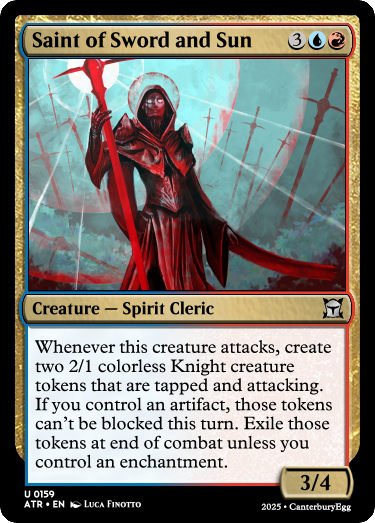 Saint of Sword and Sun 3
Creature — Spirit Cleric
Whenever this creature attacks, create
two 2/1 colorless Knight creature
tokens that are tapped and attacking.
If you control an artifact, those tokens
can't be blocked this turn. Exile those
tokens at end of combat unless you
control an enchantment.
3/4
U 0159
ATR • EN Luca Finotto
2025 • CanterburyEgg